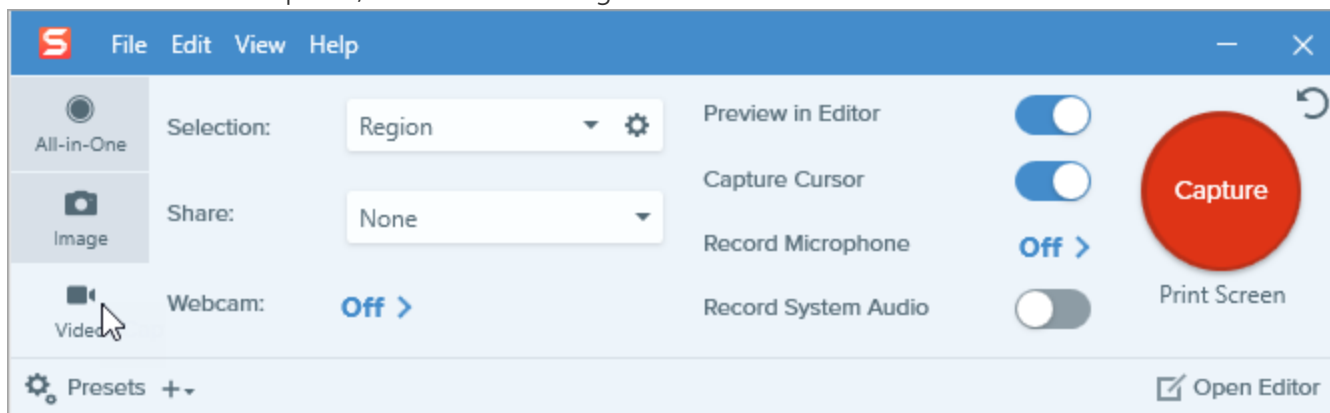 File Edit View Help
All-in-One
Selection:
Region
Preview in Editor
Capture Cursor
Capture
Image
Share:
None
Record Microphone
Off >
Print Screen
Video
Webcam:
Off >
Record System Audio
Presets
Open Editor